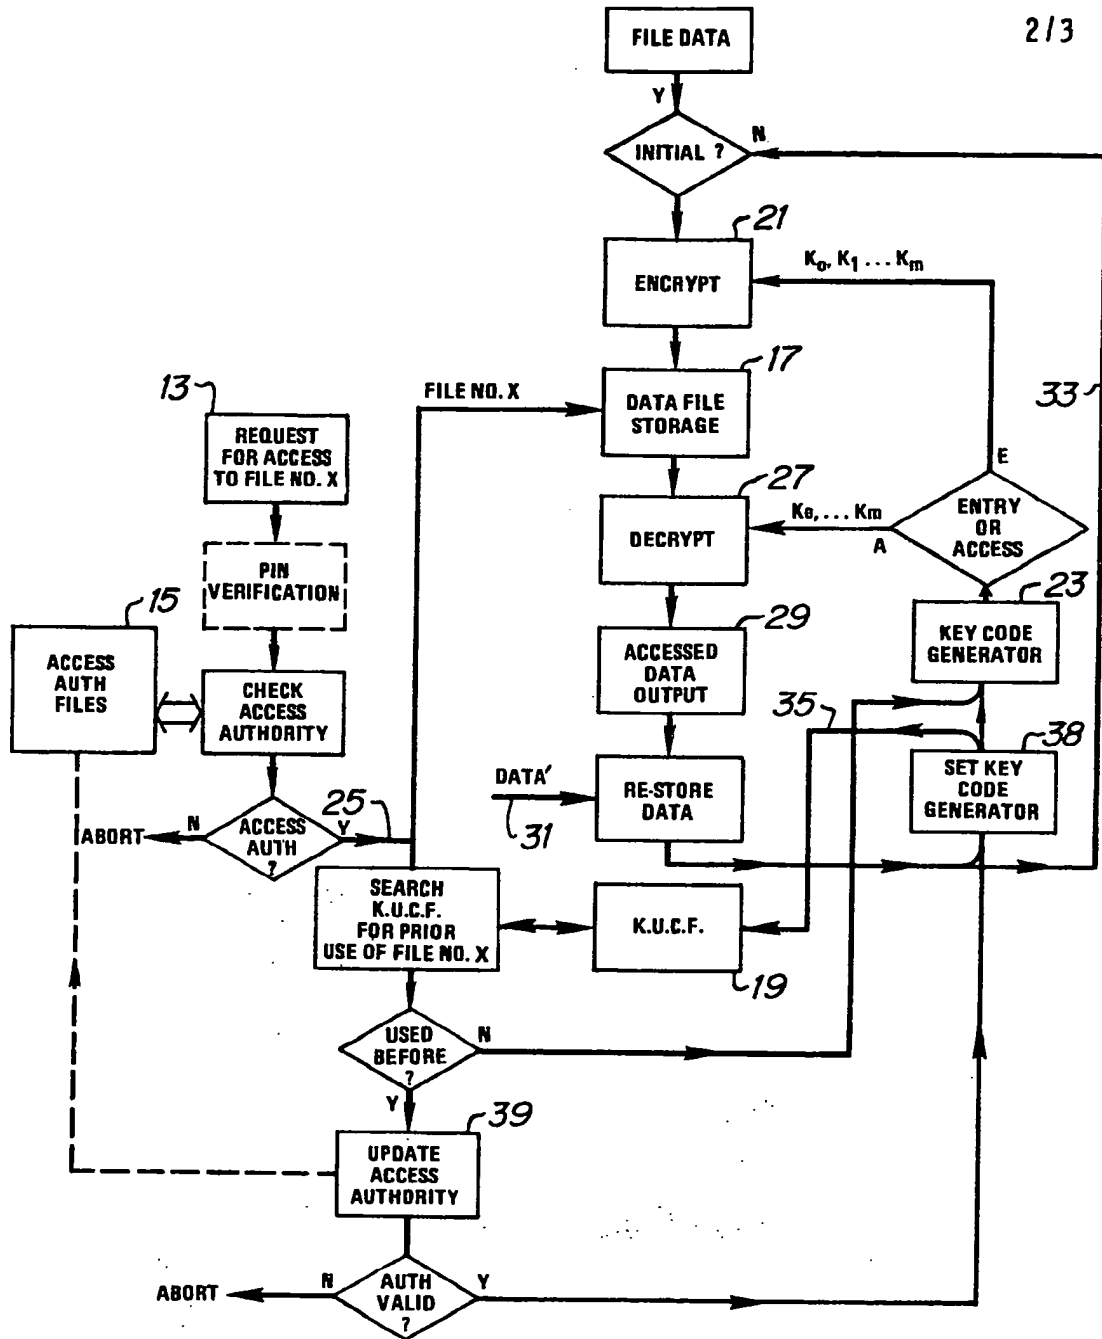 2/3
FILE DATA
Y
INITIAL ?
N
21
ENCRYPT
K₀, K₁ ... Kₘ
17
FILE NO. X
DATA FILE
STORAGE
33
13
REQUEST
FOR ACCESS
TO FILE NO. X
E
27
DECRYPT
K₀, ... Kₘ
A
ENTRY
OR
ACCESS
PIN
VERIFICATION
15
ACCESS
AUTH
FILES
CHECK
ACCESS
AUTHORITY
29
ACCESSED
DATA
OUTPUT
23
KEY CODE
GENERATOR
35
38
SET KEY
CODE
GENERATOR
DATA'
31
RE-STORE
DATA
ABORT
N
ACCESS
AUTH
?
Y
25
SEARCH
K.U.C.F.
FOR PRIOR
USE OF FILE NO. X
K.U.C.F.
19
USED
BEFORE
?
N
Y
39
UPDATE
ACCESS
AUTHORITY
ABORT
N
AUTH
VALID
?
Y